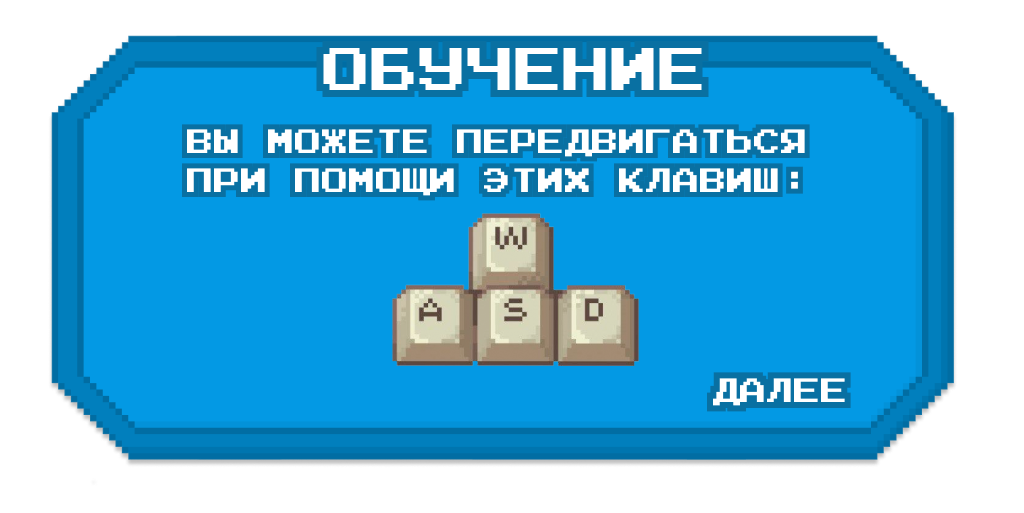 ОБУЧЕНИЕ
ВЫ МОЖЕТЕ ПЕРЕДВИГАТЬСЯ
ПРИ ПОМОЩИ ЭТИХ КЛАВИШ:
W
A S D
ДАЛЕЕ